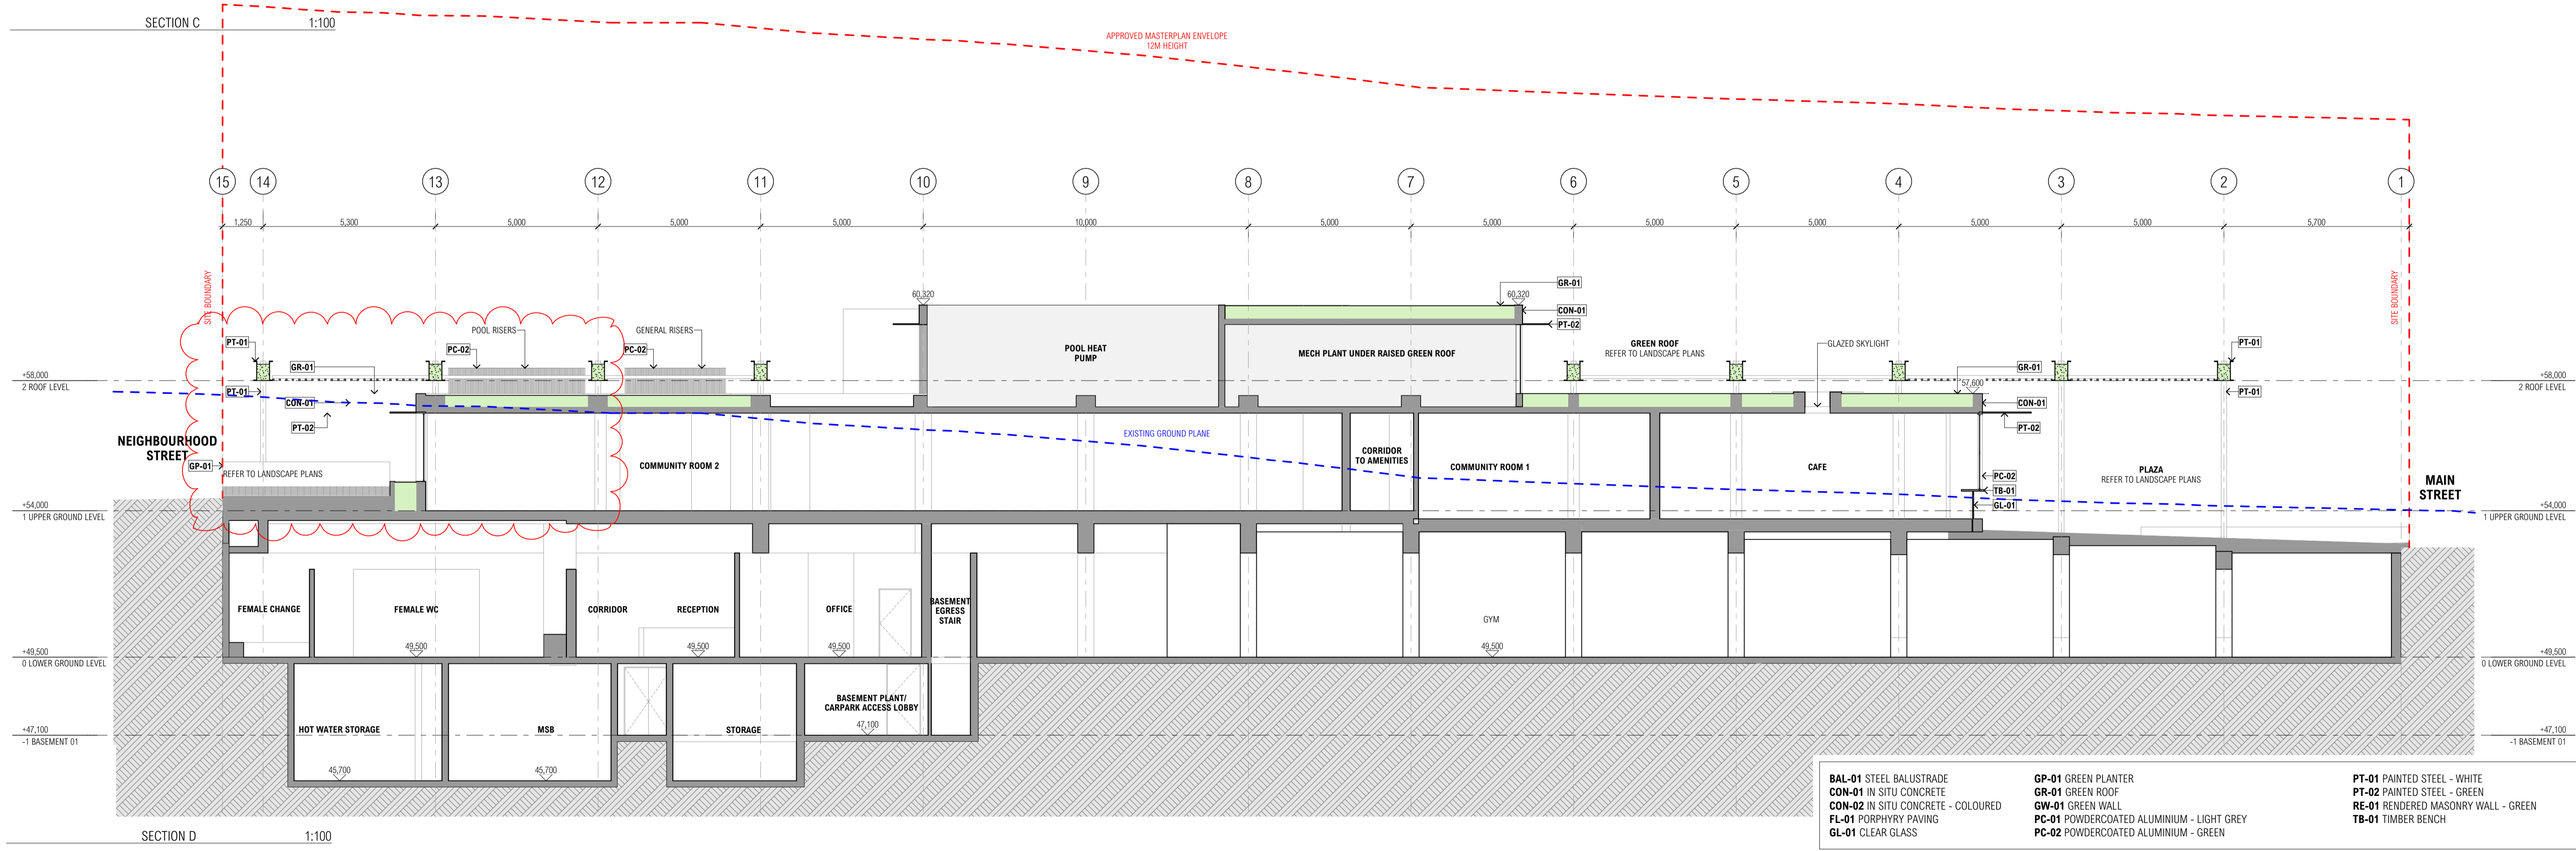 SECTION C 1:100
APPROVED MASTERPLAN ENVELOPE
12M HEIGHT
15 14 13 12 11 10 9 8 7 6 5 4 3 2 1
1,250 5,300 5,000 5,000 5,000 10,000 5,000 5,000 5,000 5,000 5,000 5,000 5,700
SITE BOUNDARY
SITE BOUNDARY
60,320
60,320
GR-01
CON-01
PT-02
POOL RISERS
GENERAL RISERS
PT-01
PC-02
PC-02
GR-01
PT-01
CON-01
PT-02
POOL HEAT
PUMP
MECH PLANT UNDER RAISED GREEN ROOF
GREEN ROOF
REFER TO LANDSCAPE PLANS
GLAZED SKYLIGHT
GR-01
57,600
PT-01
PT-01
CON-01
PT-02
+58,000
2 ROOF LEVEL
+58,000
2 ROOF LEVEL
NEIGHBOURHOOD
STREET
GP-01
REFER TO LANDSCAPE PLANS
EXISTING GROUND PLANE
COMMUNITY ROOM 2
CORRIDOR
TO AMENITIES
COMMUNITY ROOM 1
CAFE
PC-02
TB-01
GL-01
PLAZA
REFER TO LANDSCAPE PLANS
MAIN
STREET
+54,000
1 UPPER GROUND LEVEL
+54,000
1 UPPER GROUND LEVEL
FEMALE CHANGE
FEMALE WC
CORRIDOR
RECEPTION
OFFICE
BASEMENT
EGRESS
STAIR
GYM
49,500
49,500
49,500
49,500
+49,500
0 LOWER GROUND LEVEL
+49,500
0 LOWER GROUND LEVEL
HOT WATER STORAGE
MSB
STORAGE
BASEMENT PLANT/
CARPARK ACCESS LOBBY
47,100
+47,100
-1 BASEMENT 01
+47,100
-1 BASEMENT 01
45,700
45,700
BAL-01 STEEL BALUSTRADE
CON-01 IN SITU CONCRETE
CON-02 IN SITU CONCRETE - COLOURED
FL-01 PORPHYRY PAVING
GL-01 CLEAR GLASS
GP-01 GREEN PLANTER
GR-01 GREEN ROOF
GW-01 GREEN WALL
PC-01 POWDERCOATED ALUMINIUM - LIGHT GREY
PC-02 POWDERCOATED ALUMINIUM - GREEN
PT-01 PAINTED STEEL - WHITE
PT-02 PAINTED STEEL - GREEN
RE-01 RENDERED MASONRY WALL - GREEN
TB-01 TIMBER BENCH
SECTION D 1:100